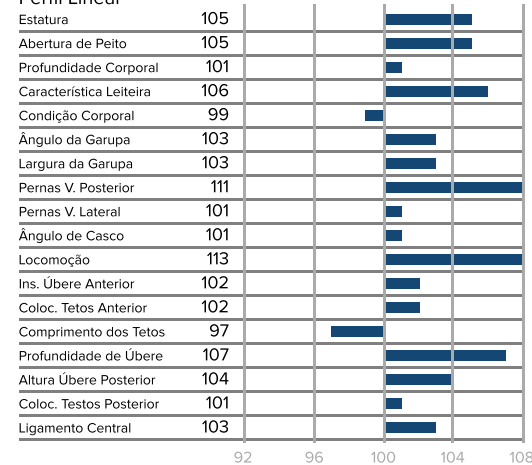 Perfil Linear
Estatura 105
Abertura de Peito 105
Profundidade Corporal 101
Característica Leiteira 106
Condição Corporal 99
Ângulo da Garupa 103
Largura da Garupa 103
Pernas V. Posterior 111
Pernas V. Lateral 101
Ângulo de Casco 101
Locomoção 113
Ins. Úbere Anterior 102
Coloc. Tetos Anterior 102
Comprimento dos Tetos 97
Profundidade de Úbere 107
Altura Úbere Posterior 104
Coloc. Testos Posterior 101
Ligamento Central 103
92 96 100 104 108